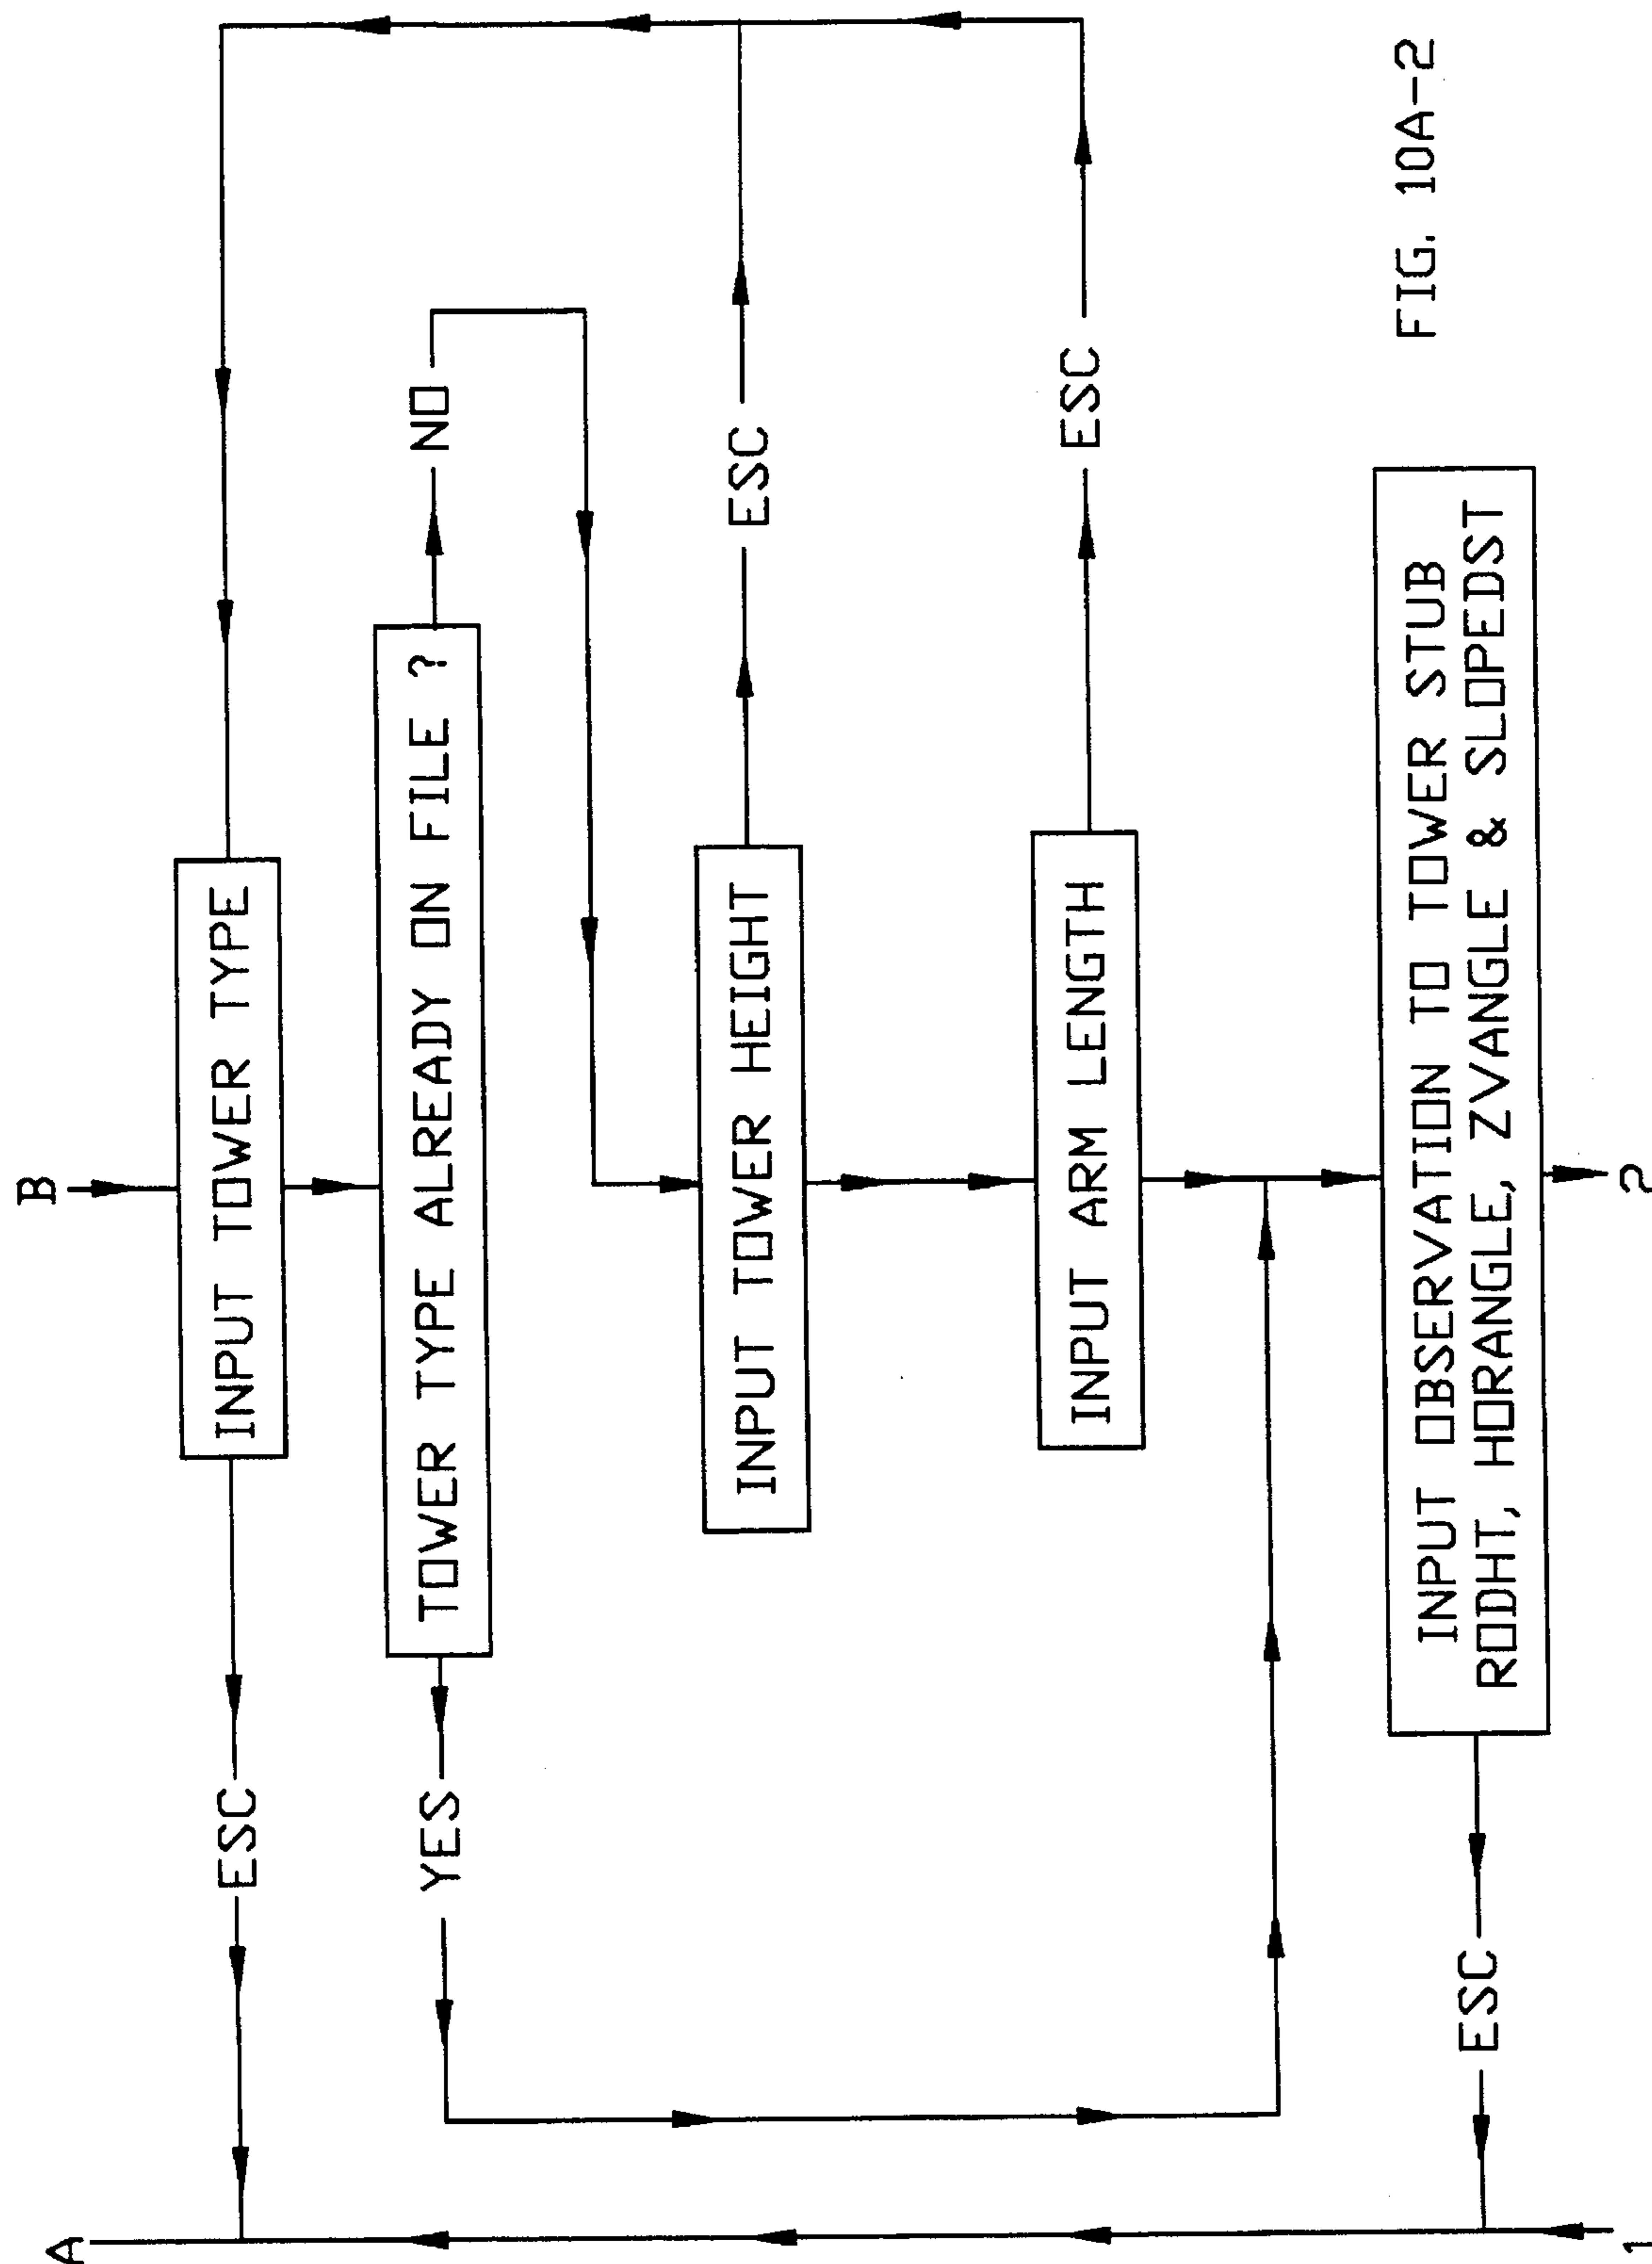 A
B
ESC
INPUT TOWER TYPE
YES
TOWER TYPE ALREADY ON FILE ?
NO
INPUT TOWER HEIGHT
ESC
INPUT ARM LENGTH
ESC
ESC
INPUT OBSERVATION TO TOWER STUB
RODHT, HORANGLE, ZVANGLE & SLOPEDST
1
2
FIG. 10A-2